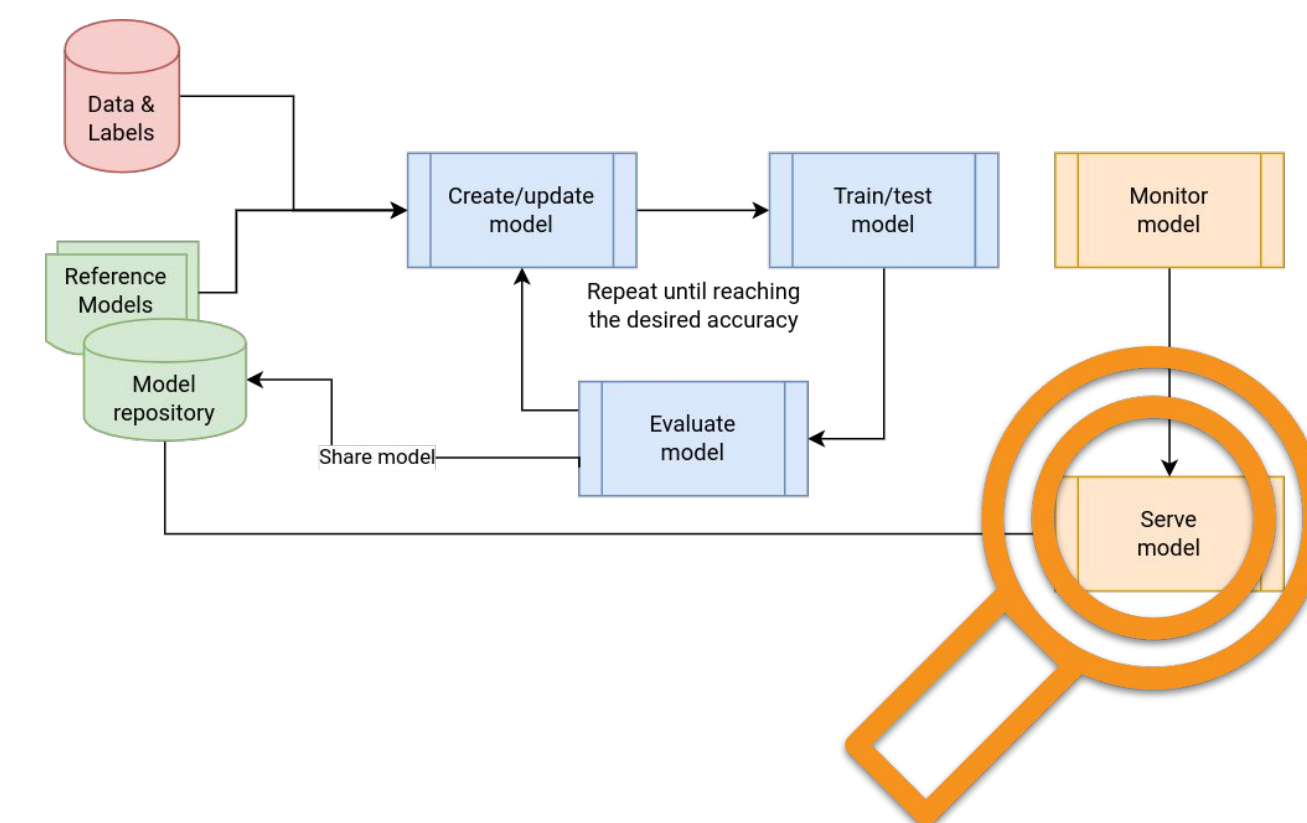 Data &
Labels
Create/update
model
Train/test
model
Monitor
model
Reference
Models
Repeat until reaching
the desired accuracy
Model
repository
Evaluate
model
Share model
Serve
model